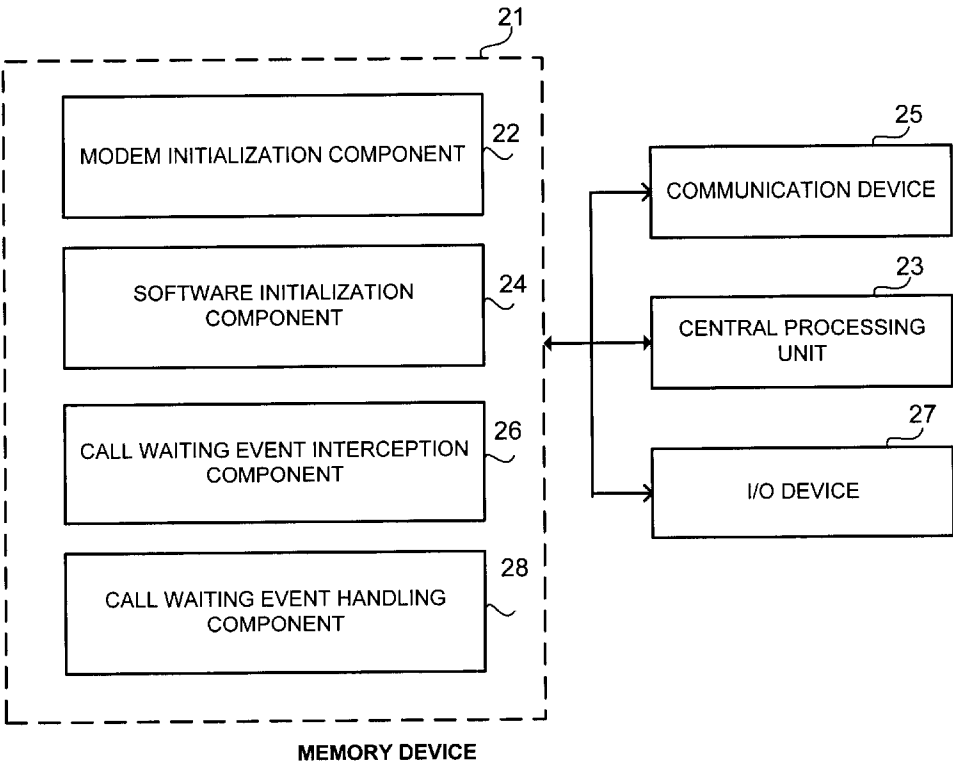 21
MODEM INITIALIZATION COMPONENT
22
SOFTWARE INITIALIZATION
COMPONENT
24
CALL WAITING EVENT INTERCEPTION
COMPONENT
26
CALL WAITING EVENT HANDLING
COMPONENT
28
MEMORY DEVICE
25
COMMUNICATION DEVICE
23
CENTRAL PROCESSING
UNIT
27
I/O DEVICE